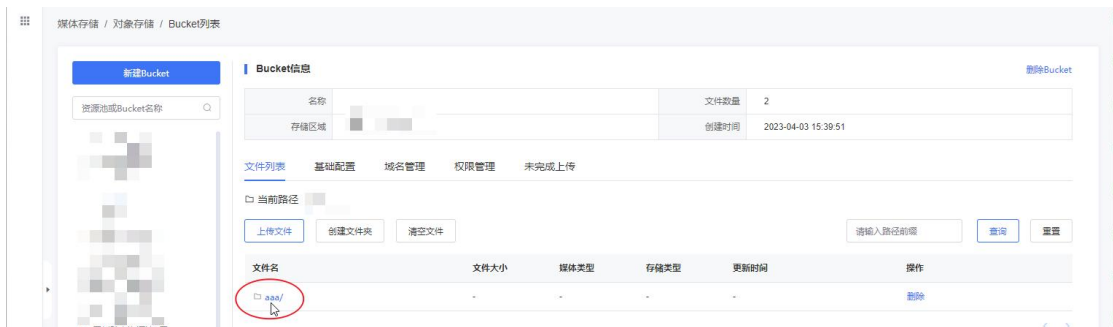 媒体存储 / 对象存储 / Bucket列表
新建Bucket
资源池或Bucket名称
Bucket信息
删除Bucket
名称
文件数量 2
存储区域
创建时间 2023-04-03 15:39:51
文件列表 基础配置 域名管理 权限管理 未完成上传
当前路径
上传文件 创建文件夹 清空文件 请输入路径前缀 查询 重置
文件名 文件大小 媒体类型 存储类型 更新时间 操作
aaa/ - - - - 删除